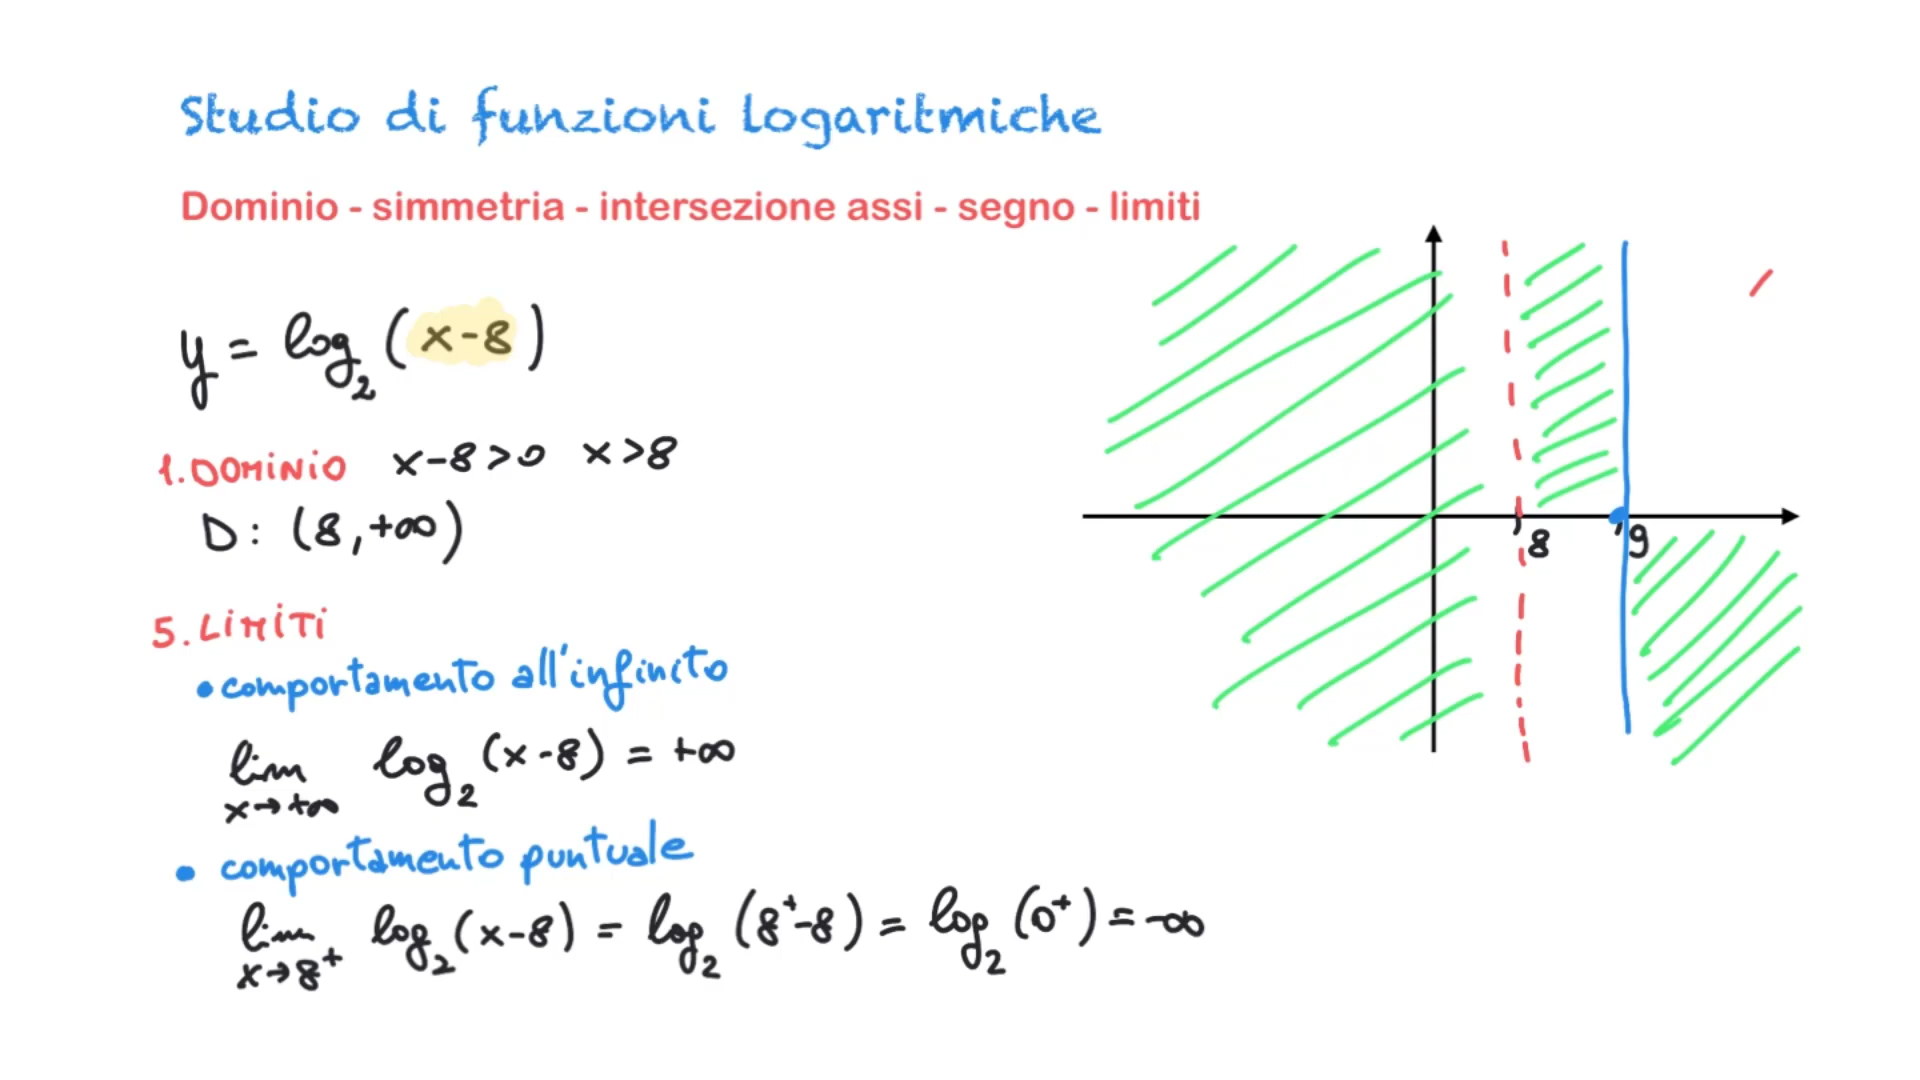 Studio di funzioni logaritmiche
Dominio - simmetria - intersezione assi - segno - limiti
y = log₂ (x-8)
1. DOMINIO x-8>0 x>8
D: (8,+∞)
8
9
5. LIMITI
• comportamento all'infinito
lim x→+∞ log₂ (x-8) = +∞
• comportamento puntuale
lim x→8⁺ log₂ (x-8) = log₂ (8⁺-8) = log₂ (0⁺) = -∞